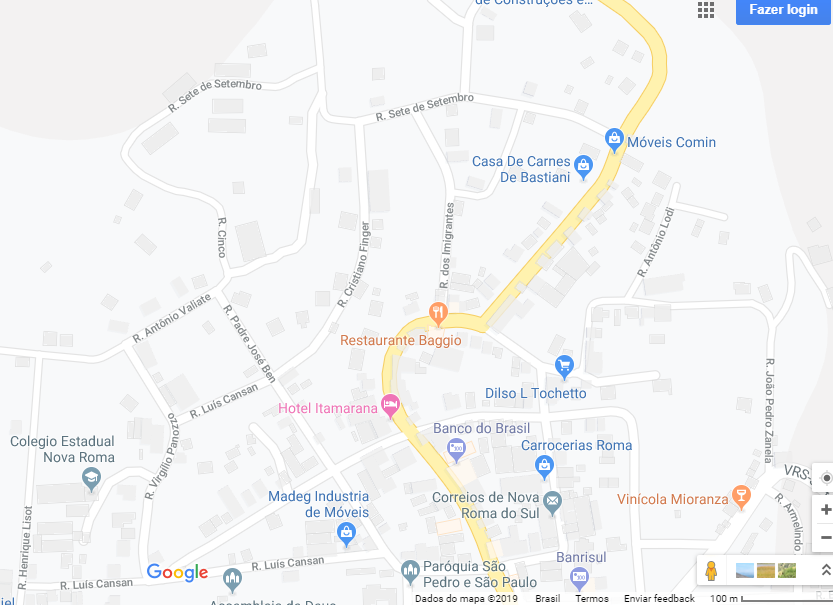 de Construções e...
Fazer login
R. Sete de Setembro
R. Sete de Setembro
Móveis Comin
Casa De Carnes
De Bastiani
R. Cinco
R. Cristiano Finger
R. dos Imigrantes
R. Antônio Lodi
R. Antônio Valiate
R. Padre José Ben
Restaurante Baggio
R. Luís Cansan
Hotel Itamarana
Dilso L Tochetto
R. João Pedro Zanela
Banco do Brasil
Colegio Estadual
Nova Roma
R. Virgílio Panozzo
Carrocerias Roma
VRS
Madeg Industria
de Móveis
Correios de Nova
Roma do Sul
Vinícola Mioranza
R. Armelindo
R. Henrique Lisot
R. Luís Cansan
Banrisul
Google
R. Luís Cansan
Paróquia São
Pedro e São Paulo
Assembleia de Deus
Dados do mapa ©2019
Brasil
Termos
Enviar feedback
100 m